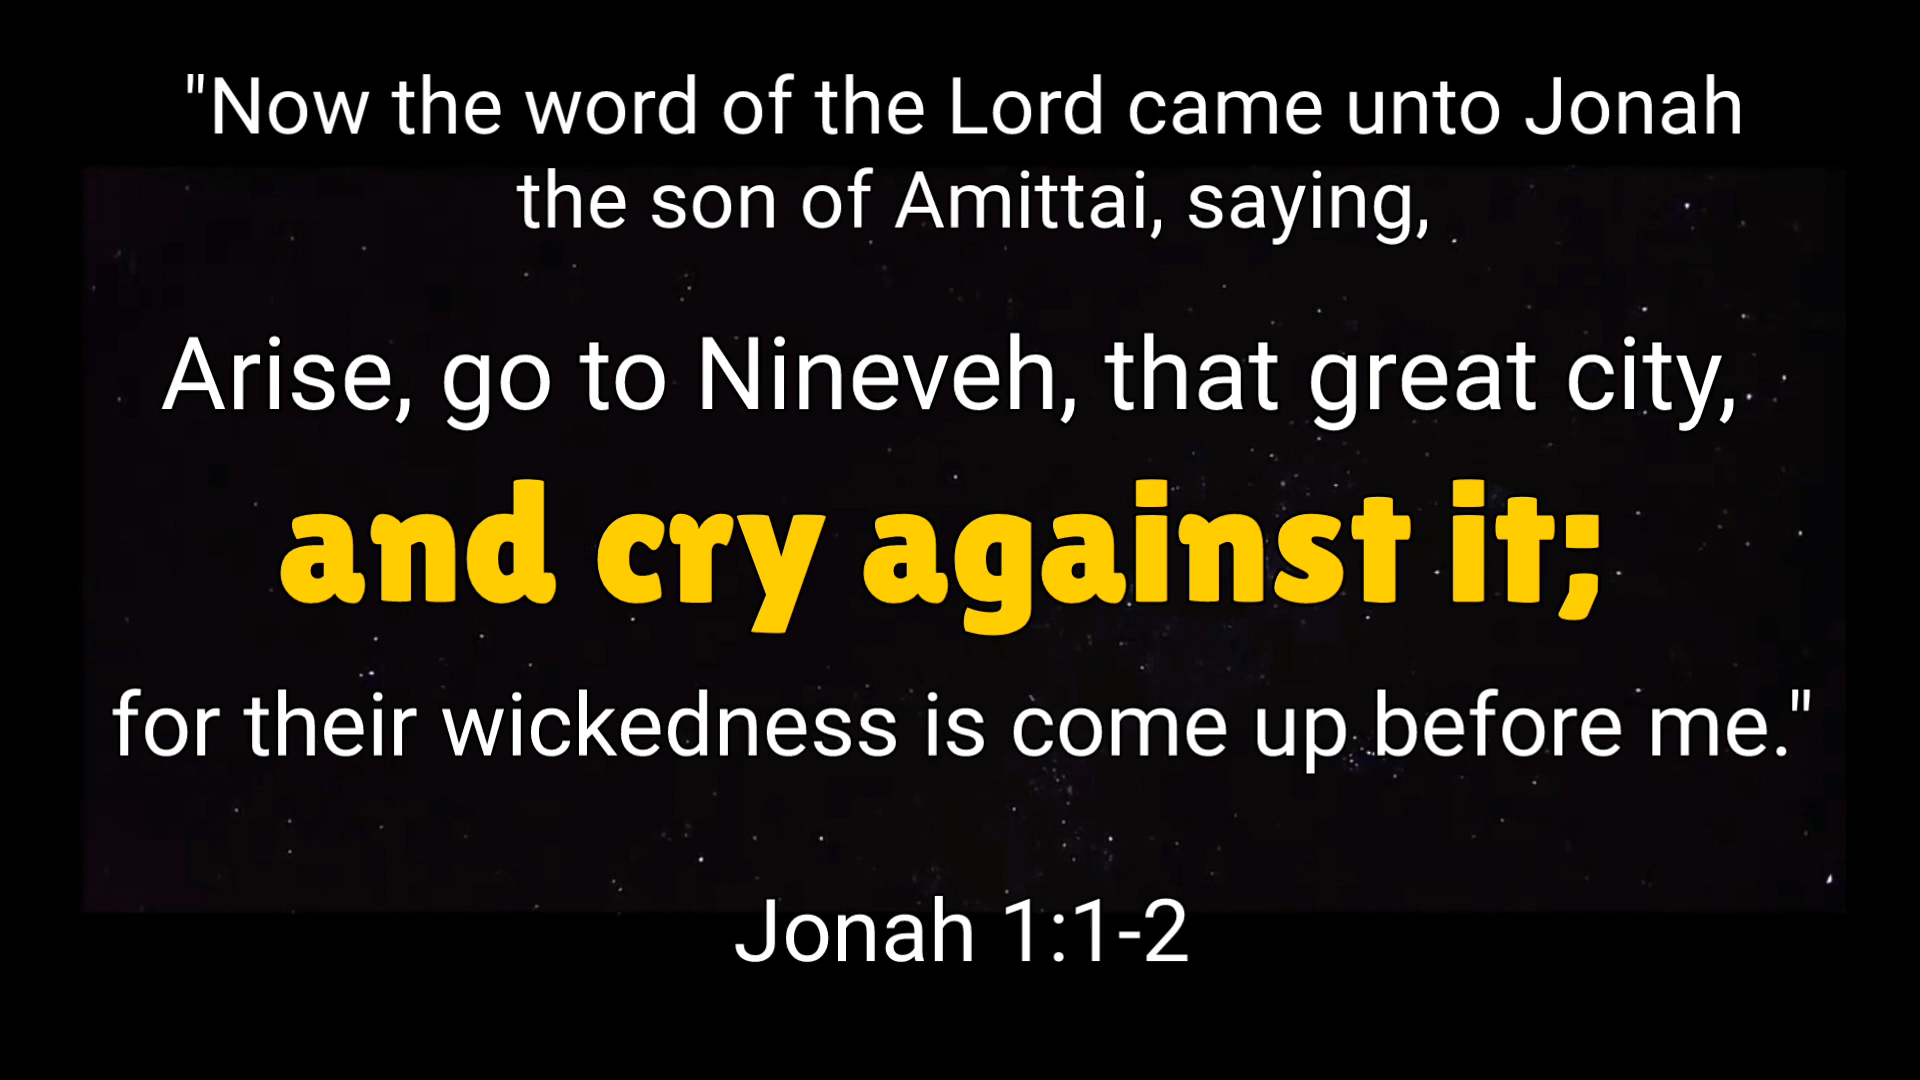 "Now the word of the Lord came unto Jonah
the son of Amittai, saying,
Arise, go to Nineveh, that great city,
and cry against it;
for their wickedness is come up before me."
Jonah 1:1-2